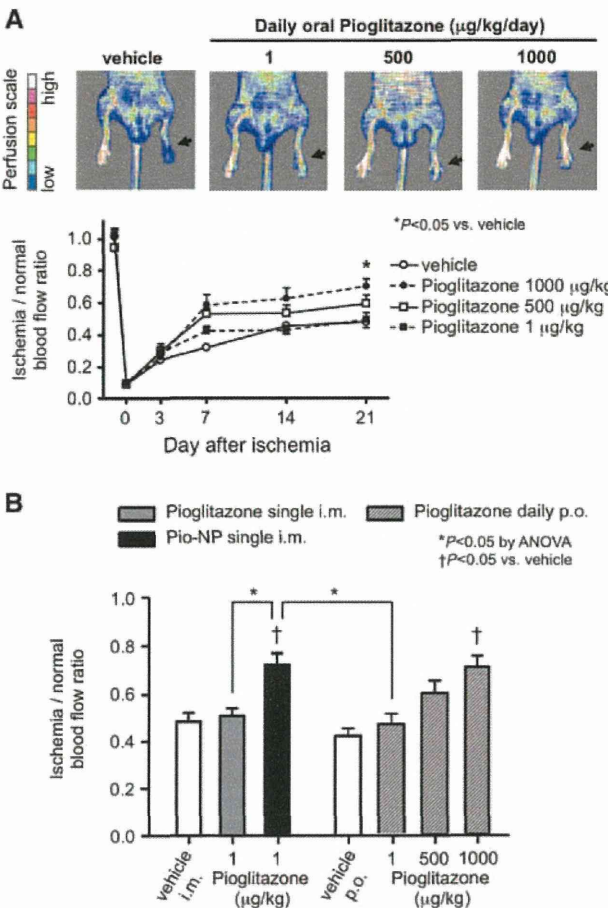 A
Daily oral Pioglitazone (μg/kg/day)
vehicle 1 500 1000
Perfusion scale
high
low
*P<0.05 vs. vehicle
*
vehicle
Pioglitazone 1000 μg/kg
Pioglitazone 500 μg/kg
Pioglitazone 1 μg/kg
Ischemia / normal
blood flow ratio
1.0
0.8
0.6
0.4
0.2
0.0
0 3 7 14 21
Day after ischemia
B
Pioglitazone single i.m. Pioglitazone daily p.o.
Pio-NP single i.m.
*P<0.05 by ANOVA
†P<0.05 vs. vehicle
Ischemia / normal
blood flow ratio
1.0
0.8
0.6
0.4
0.2
0.0
* *
† †
vehicle i.m. 1 1 vehicle p.o. 1 500 1000
Pioglitazone Pioglitazone
(μg/kg) (μg/kg)